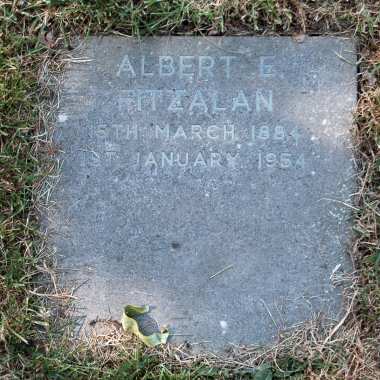 ALBERT E
FITZALAN
15TH MARCH 1884
1ST JANUARY 1954